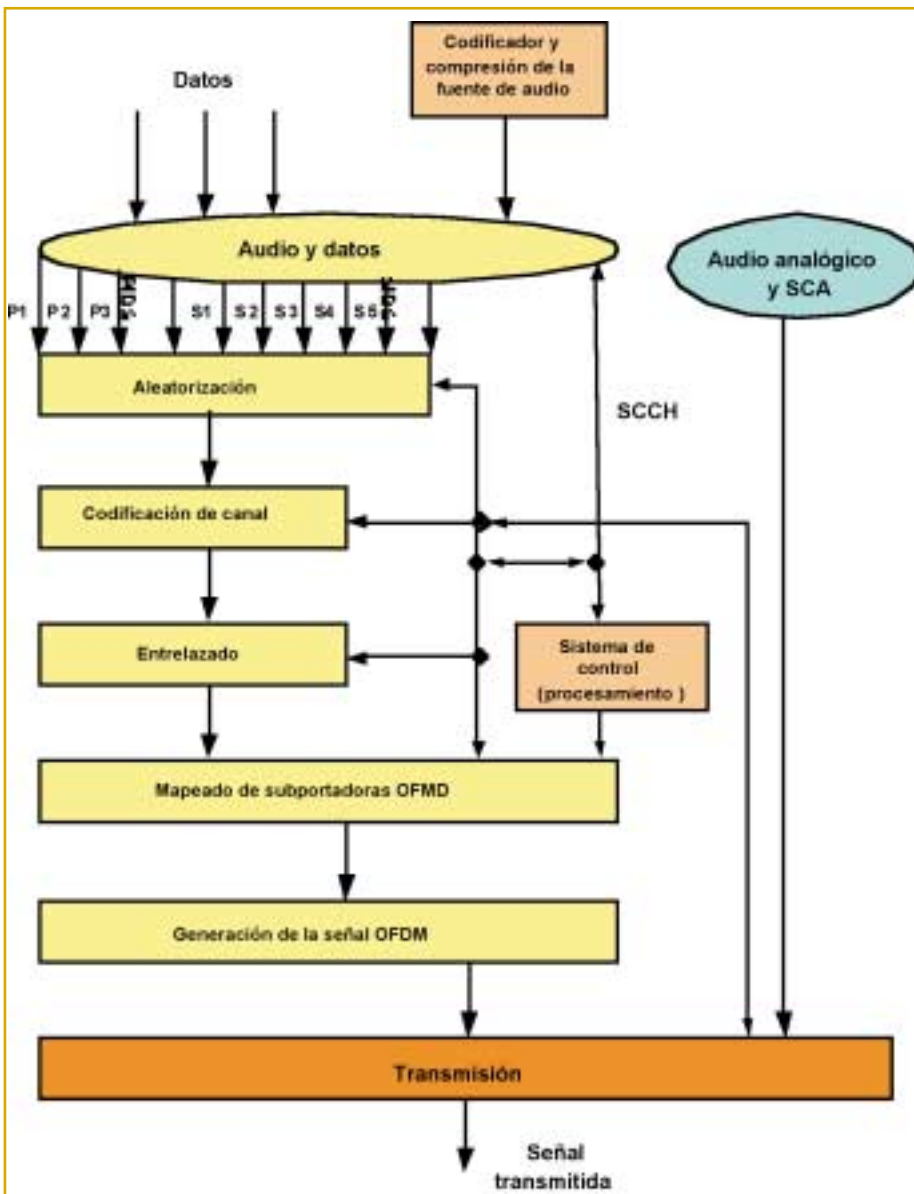 Codificador y
compresión de la
fuente de audio
Datos
Audio y datos
Audio analógico
y SCA
P1 P2 P3 PIDS S1 S2 S3 S4 S5 SIDS
Aleatorización
SCCH
Codificación de canal
Entrelazado
Sistema de
control
(procesamiento )
Mapeado de subportadoras OFMD
Generación de la señal OFDM
Transmisión
Señal
transmitida